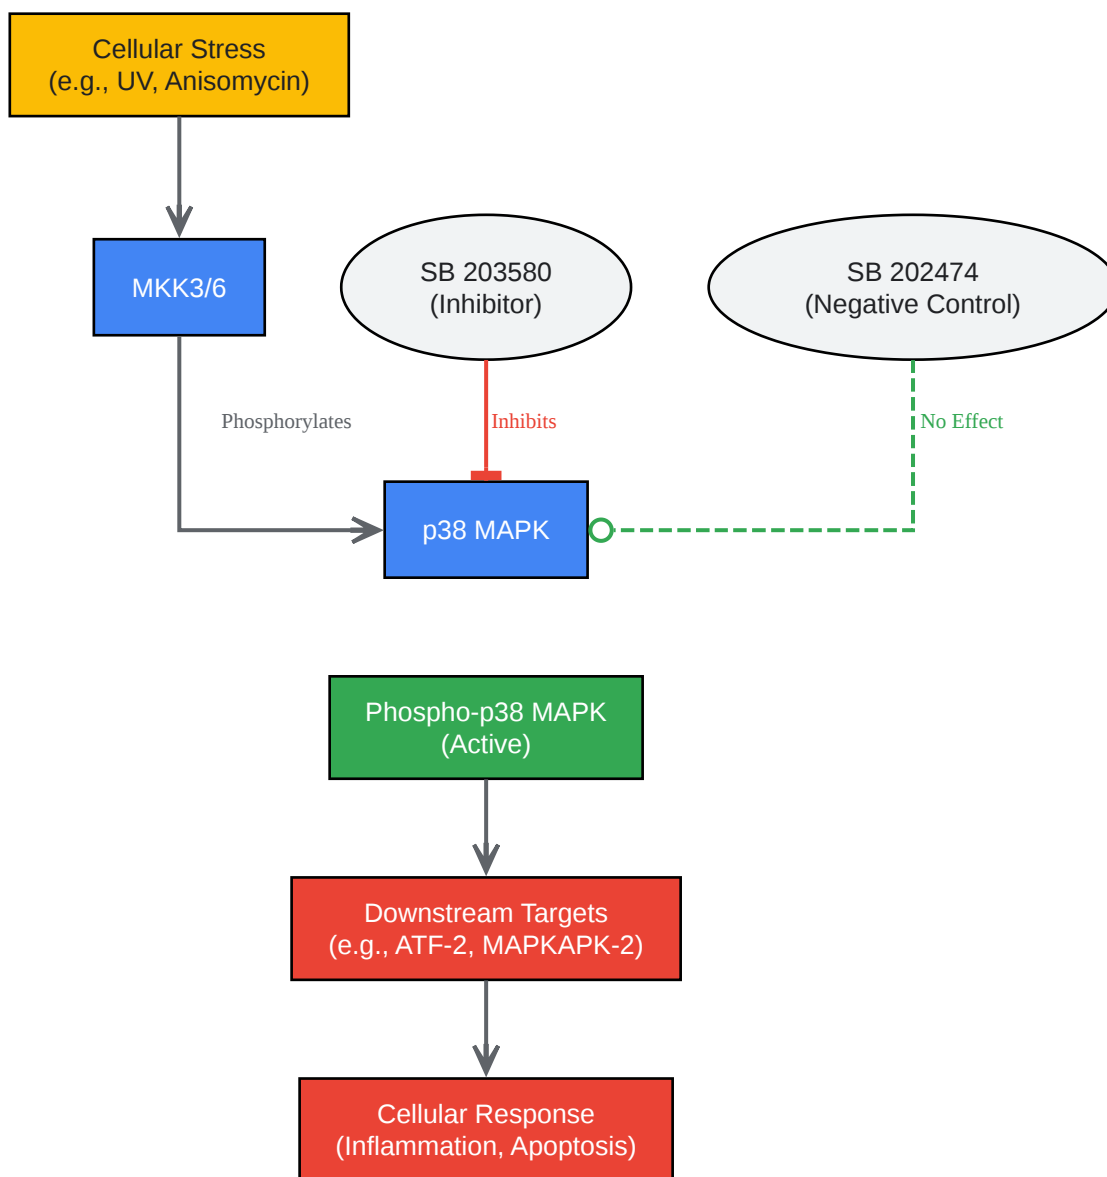 Cellular Stress
(e.g., UV, Anisomycin)
MKK3/6
SB 203580
(Inhibitor)
SB 202474
(Negative Control)
Phosphorylates
Inhibits
No Effect
p38 MAPK
Phospho-p38 MAPK
(Active)
Downstream Targets
(e.g., ATF-2, MAPKAPK-2)
Cellular Response
(Inflammation, Apoptosis)